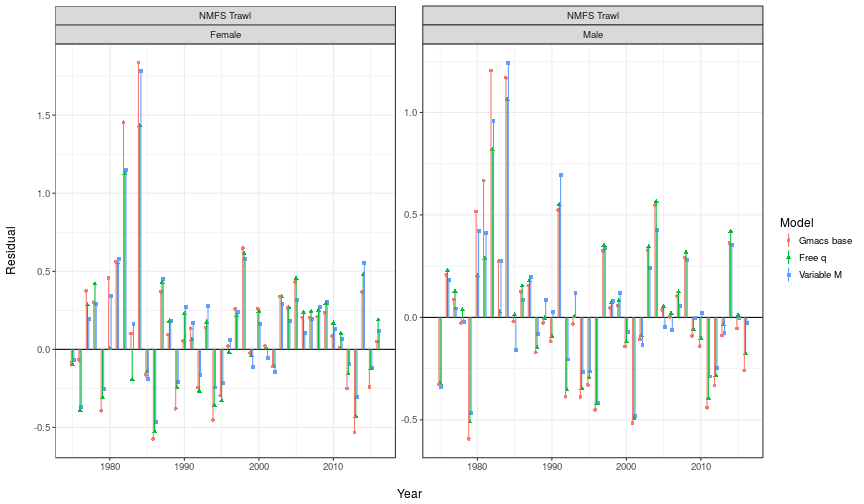 NMFS Trawl
NMFS Trawl
Female
Male
1.5
1.0
0.5
0.0
-0.5
1.0
0.5
0.0
-0.5
1980
1990
2000
2010
1980
1990
2000
2010
Residual
Year
Model
Gmacs base
Free q
Variable M